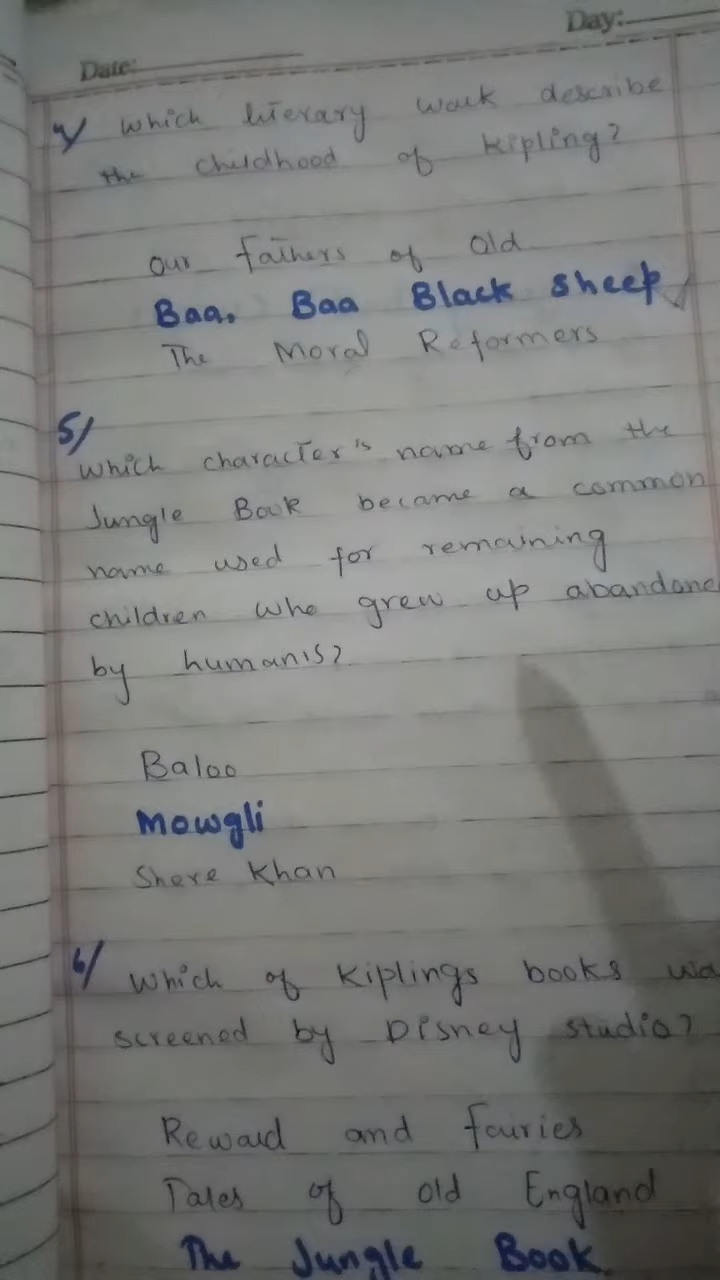 Day:
Date:
4/ which literary work describe
the childhood of Kipling?
our fathers of old
Baa. Baa Black sheep
The Moral Reformers
5/
which character's name from the
Jungle Book became a common
name used for remaining
children who grew up abandone
by humanis?
Baloo
Mowgli
Shere Khan
6/ which of Kiplings books wa
screened by Disney studio?
Reward and fairies
Tales of old England
The Jungle Book